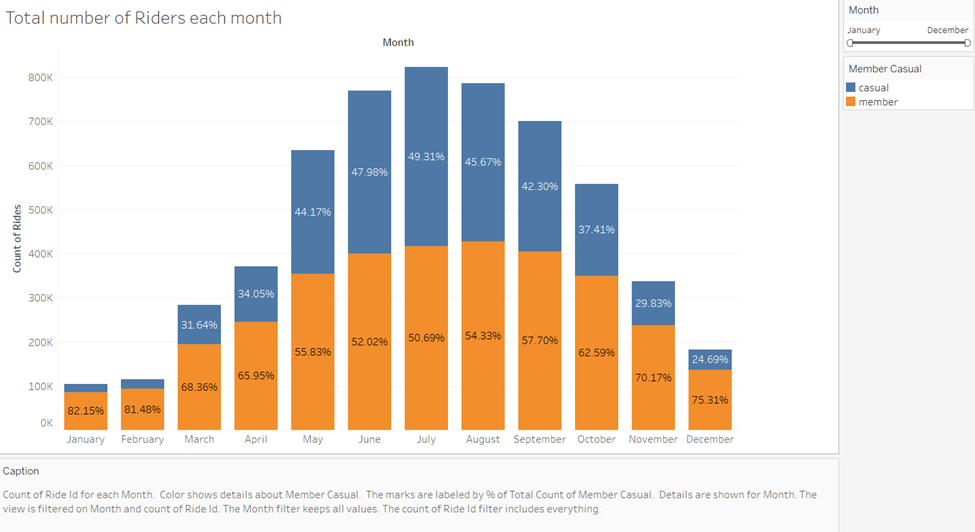 Total number of Riders each month
Month
Count of Rides
800K
700K
600K
500K
400K
300K
200K
100K
0K
82.15%
81.48%
31.64%
68.36%
34.05%
65.95%
44.17%
55.83%
47.98%
52.02%
49.31%
50.69%
45.67%
54.33%
42.30%
57.70%
37.41%
62.59%
29.83%
70.17%
24.69%
75.31%
January February March April May June July August September October November December
Month
January December
Member Casual
casual
member
Caption
Count of Ride Id for each Month. Color shows details about Member Casual. The marks are labeled by % of Total Count of Member Casual. Details are shown for Month. The
view is filtered on Month and count of Ride Id. The Month filter keeps all values. The count of Ride Id filter includes everything.